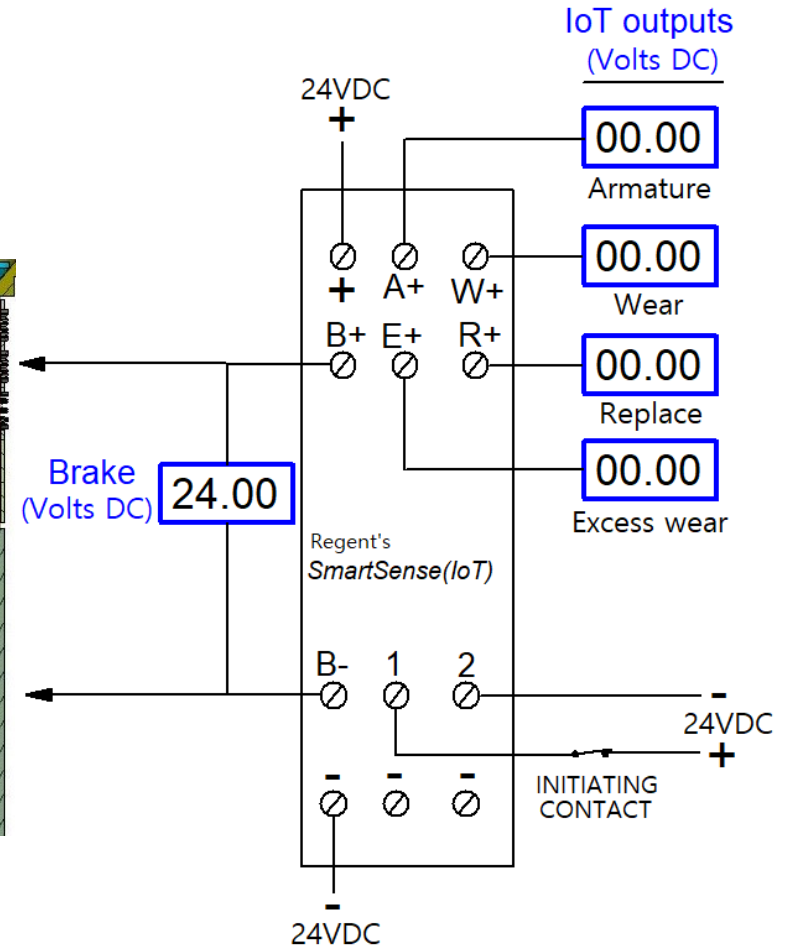 IoT outputs
(Volts DC)
24VDC
+
00.00
Armature
00.00
Wear
+ A+ W+
B+ E+ R+
00.00
Replace
00.00
Excess wear
Brake
(Volts DC)
24.00
Regent's
SmartSense(IoT)
B- 1 2
-
24VDC
+
INITIATING
CONTACT
- - -
-
24VDC